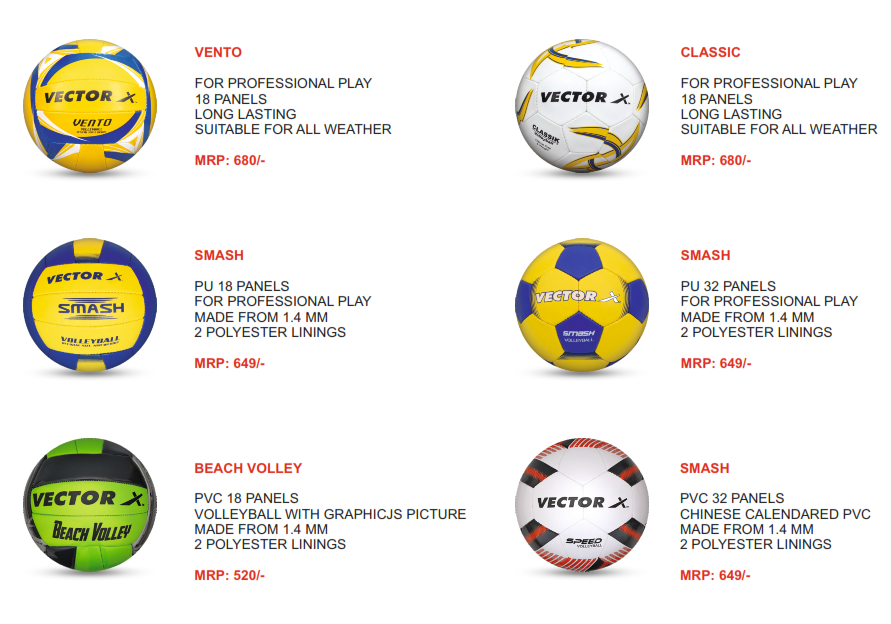 VECTOR X
VENTO
VOLLEYBALL
VENTO
FOR PROFESSIONAL PLAY
18 PANELS
LONG LASTING
SUITABLE FOR ALL WEATHER
MRP: 680/-
VECTOR X
CLASSIK
CLASSIC
FOR PROFESSIONAL PLAY
18 PANELS
LONG LASTING
SUITABLE FOR ALL WEATHER
MRP: 680/-
VECTOR X
SMASH
VOLLEYBALL
SMASH
PU 18 PANELS
FOR PROFESSIONAL PLAY
MADE FROM 1.4 MM
2 POLYESTER LININGS
MRP: 649/-
VECTOR X
SMASH
VOLLEYBALL
SMASH
PU 32 PANELS
FOR PROFESSIONAL PLAY
MADE FROM 1.4 MM
2 POLYESTER LININGS
MRP: 649/-
VECTOR X
BEACH VOLLEY
BEACH VOLLEY
PVC 18 PANELS
VOLLEYBALL WITH GRAPHICJS PICTURE
MADE FROM 1.4 MM
2 POLYESTER LININGS
MRP: 520/-
VECTOR X
SPEED
VOLLEYBALL
SMASH
PVC 32 PANELS
CHINESE CALENDARED PVC
MADE FROM 1.4 MM
2 POLYESTER LININGS
MRP: 649/-